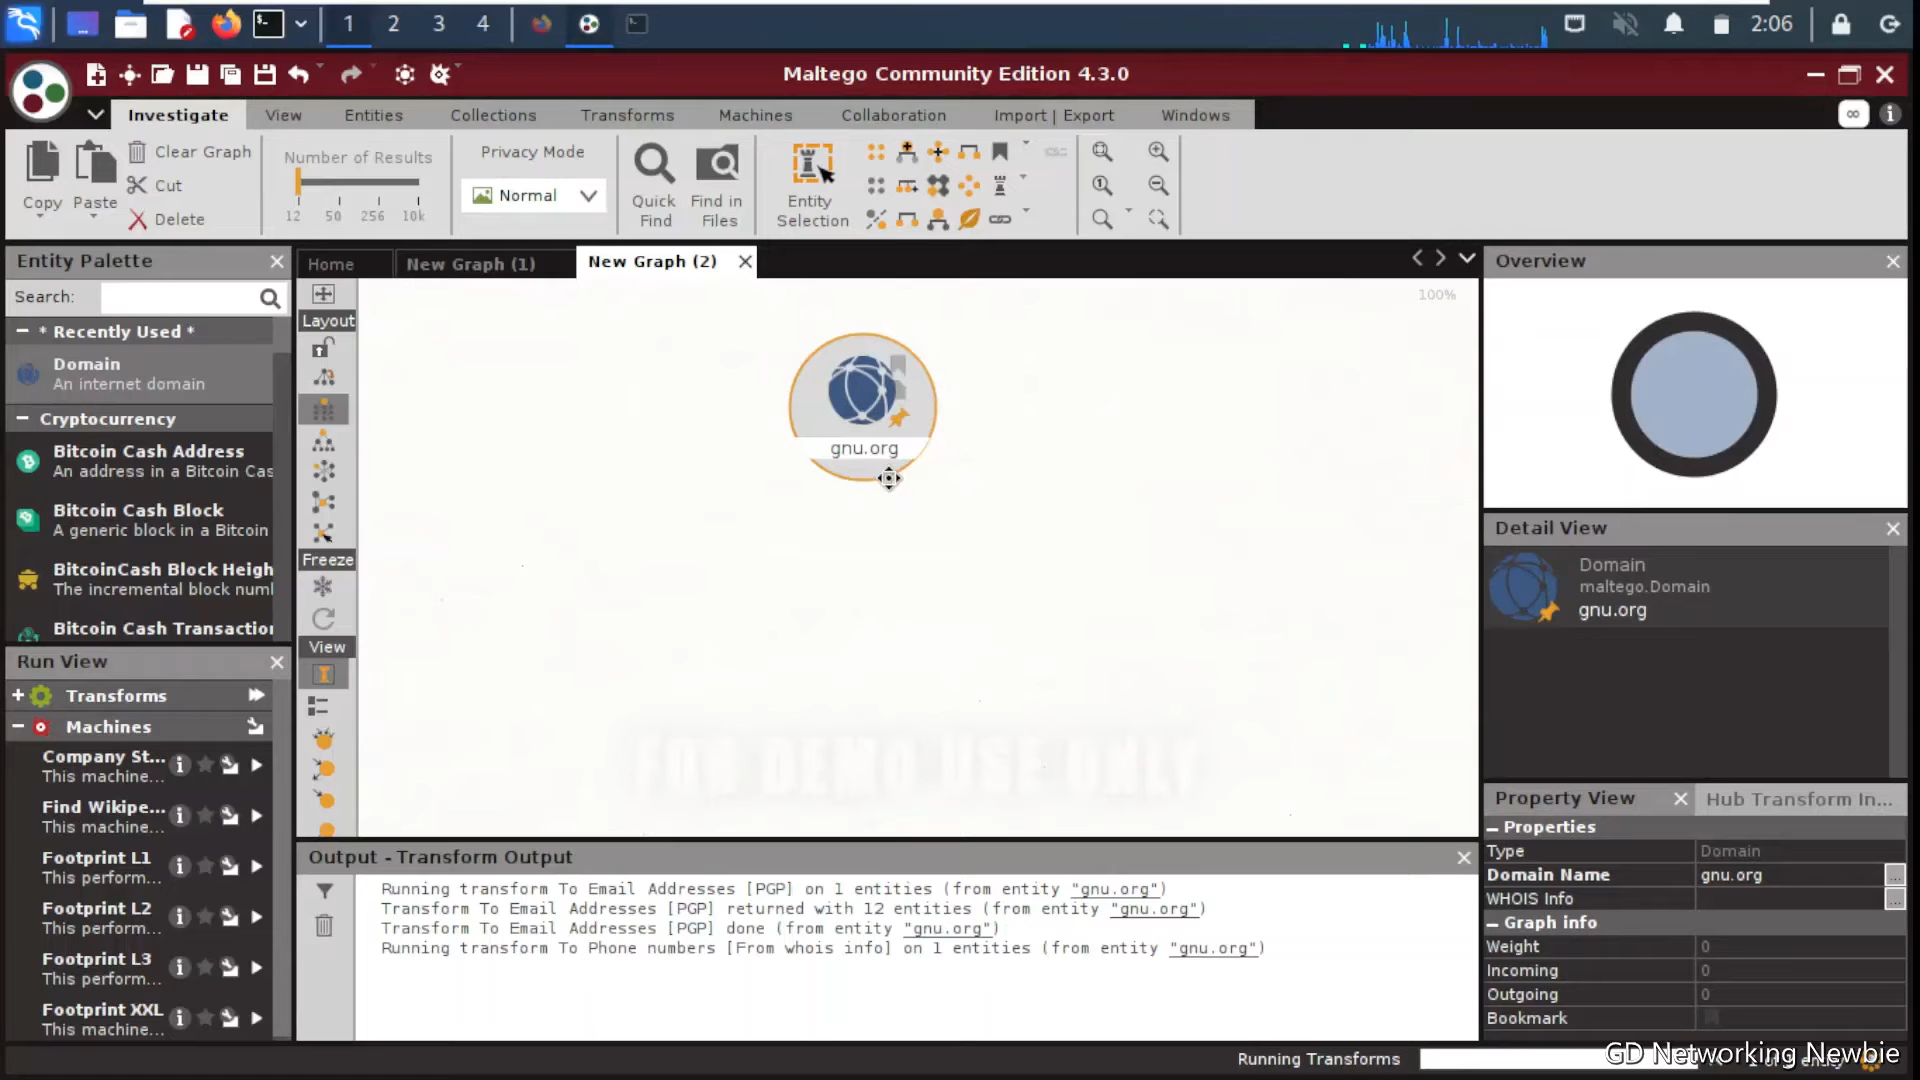 1 2 3 4
2:06
Maltego Community Edition 4.3.0
Investigate View Entities Collections Transforms Machines Collaboration Import | Export Windows
Copy
Paste
Clear Graph
Cut
Delete
Number of Results
12 50 256 10k
Privacy Mode
Normal
Quick Find
Find in Files
Entity Selection
Entity Palette
Search:
* Recently Used *
Domain
An internet domain
Cryptocurrency
Bitcoin Cash Address
An address in a Bitcoin Cas
Bitcoin Cash Block
A generic block in a Bitcoin
BitcoinCash Block Heigh
The incremental block num
Bitcoin Cash Transaction
Run View
Transforms
Machines
Company St...
This machine...
Find Wikipe...
This machine...
Footprint L1
This perform...
Footprint L2
This perform...
Footprint L3
This perform...
Footprint XXL
This machine...
Home New Graph (1) New Graph (2)
Layout
Freeze
View
100%
gnu.org
FOR DEMO USE ONLY
Output - Transform Output
Running transform To Email Addresses [PGP] on 1 entities (from entity "gnu.org")
Transform To Email Addresses [PGP] returned with 12 entities (from entity "gnu.org")
Transform To Email Addresses [PGP] done (from entity "gnu.org")
Running transform To Phone numbers [From whois info] on 1 entities (from entity "gnu.org")
Overview
Detail View
Domain
maltego.Domain
gnu.org
Property View Hub Transform In...
Properties
Type Domain
Domain Name gnu.org
WHOIS Info
Graph info
Weight 0
Incoming 0
Outgoing 0
Bookmark
Running Transforms
GD Networking Newbie